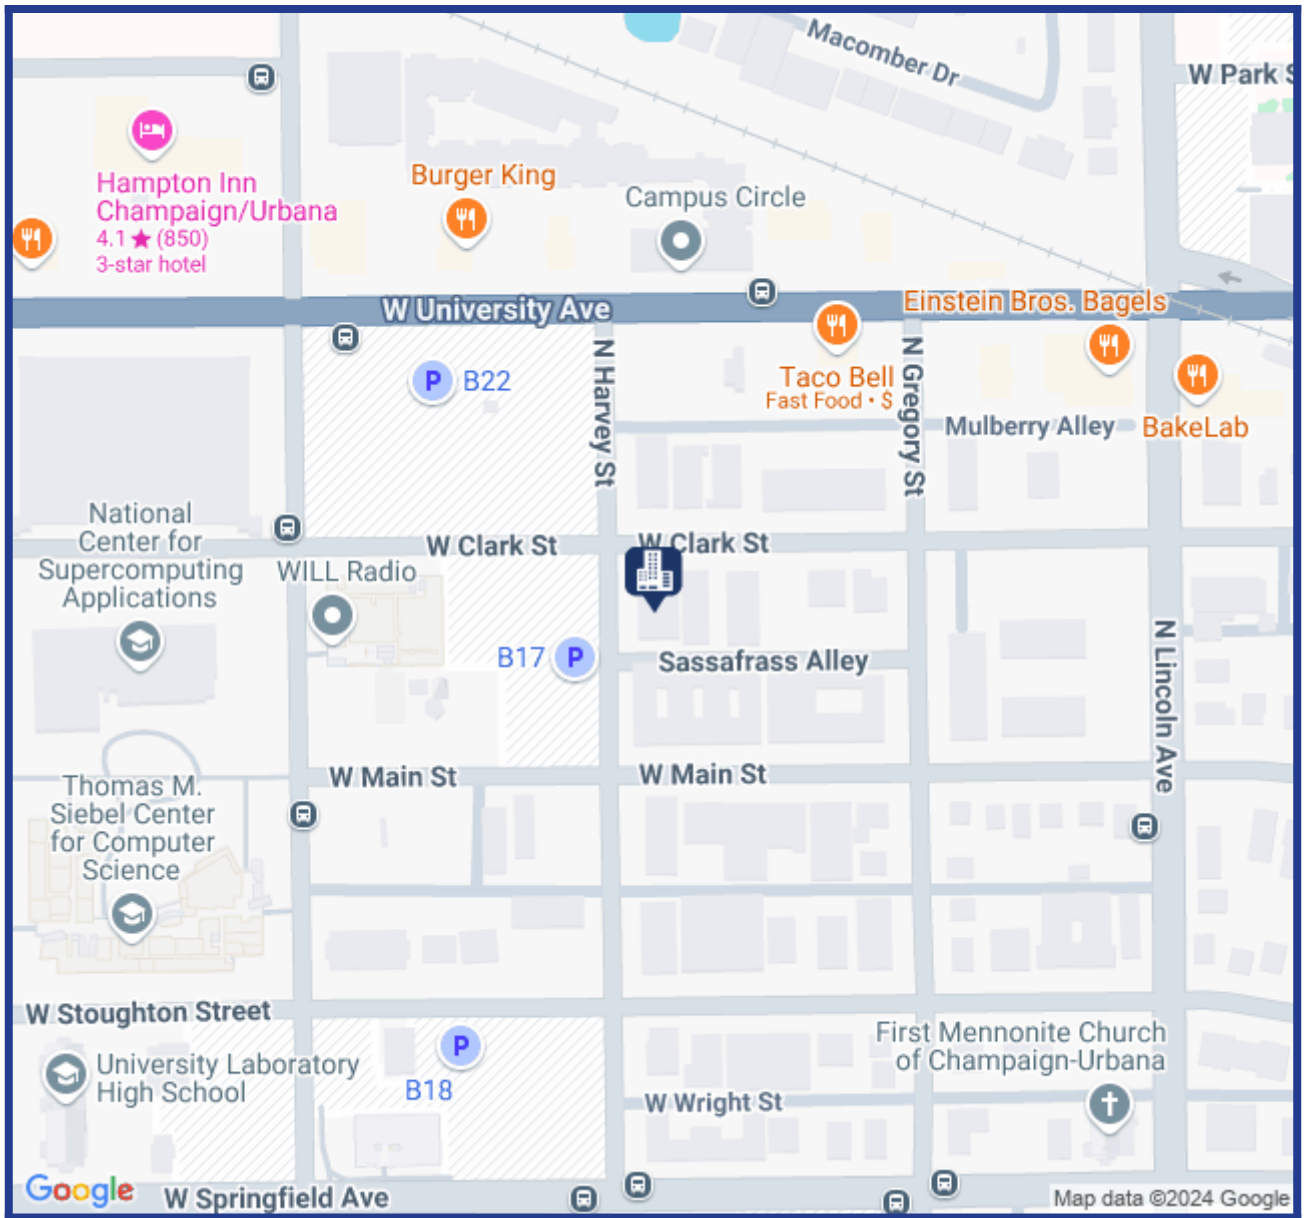 Macomber Dr
W Park S
Hampton Inn
Champaign/Urbana
4.1 ★ (850)
3-star hotel
Burger King
Campus Circle
W University Ave
Einstein Bros. Bagels
N Harvey St
P B22
Taco Bell
Fast Food • $
N Gregory St
Mulberry Alley
BakeLab
National
Center for
Supercomputing
Applications
W Clark St
W Clark St
WILL Radio
B17 P
Sassafrass Alley
N Lincoln Ave
W Main St
W Main St
Thomas M.
Siebel Center
for Computer
Science
W Stoughton Street
University Laboratory
High School
P
B18
First Mennonite Church
of Champaign-Urbana
W Wright St
Google
W Springfield Ave
Map data ©2024 Google